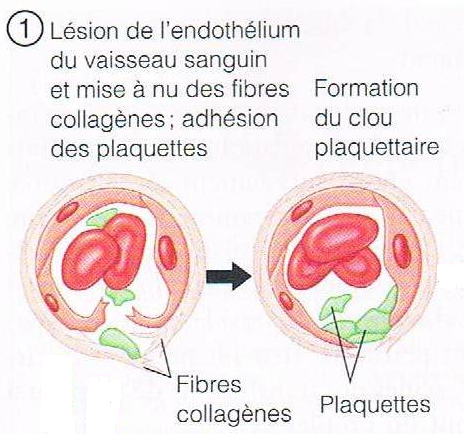 1 Lésion de l'endothélium
du vaisseau sanguin
et mise à nu des fibres
collagènes ; adhésion
des plaquettes
Formation
du clou
plaquettaire
Fibres
collagènes
Plaquettes